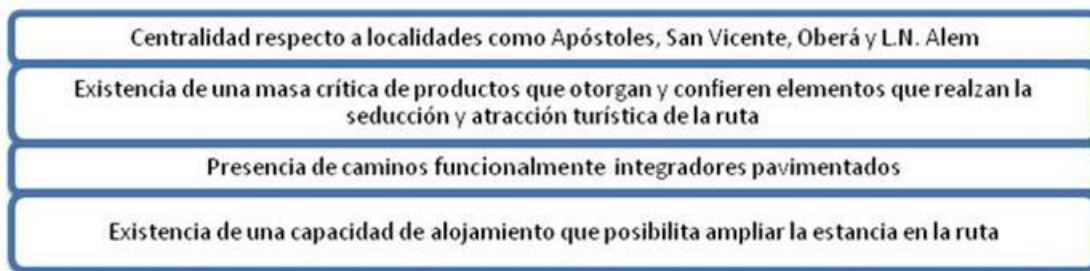 Centralidad respecto a localidades como Apóstoles, San Vicente, Oberá y L.N. Alem
Existencia de una masa crítica de productos que otorgan y confieren elementos que realzan la
seducción y atracción turística de la ruta
Presencia de caminos funcionalmente integradores pavimentados
Existencia de una capacidad de alojamiento que posibilita ampliar la estancia en la ruta